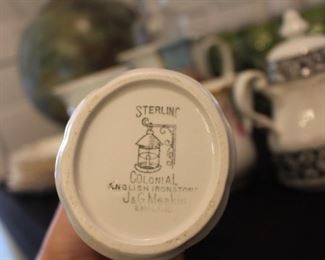 STERLING
COLONIAL
ENGLISH IRONSTONE
J&G Meakin
ENGLAND